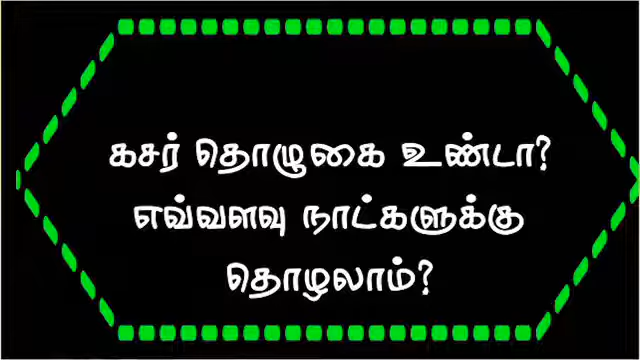 கசர் தொழுகை உண்டா?
எவ்வளவு நாட்களுக்கு
தொழலாம்?